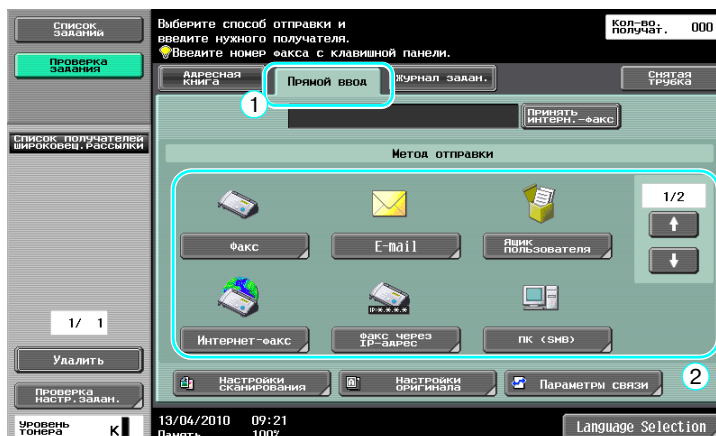 Список
заданий
Проверка
задания
Список получателей
широковещ.рассылки
1/ 1
Удалить
Проверка
настр.задан.
Уровень
тонера
K
Выберите способ отправки и
введите нужного получателя.
Введите номер факса с клавишной панели.
Кол-во.
получат. 000
Адресная
книга
Прямой ввод
Журнал задан.
Снятая
трубка
1
Принять
интерн.-факс
Метод отправки
Факс
E-mail
Ящик
пользователя
1/2
Интернет-факс
IP:*.*.*.*
Факс через
IP-адрес
ПК (SMB)
2
Настройки
сканирования
Настройки
оригинала
Параметры связи
13/04/2010 09:21
Память 100%
Language Selection